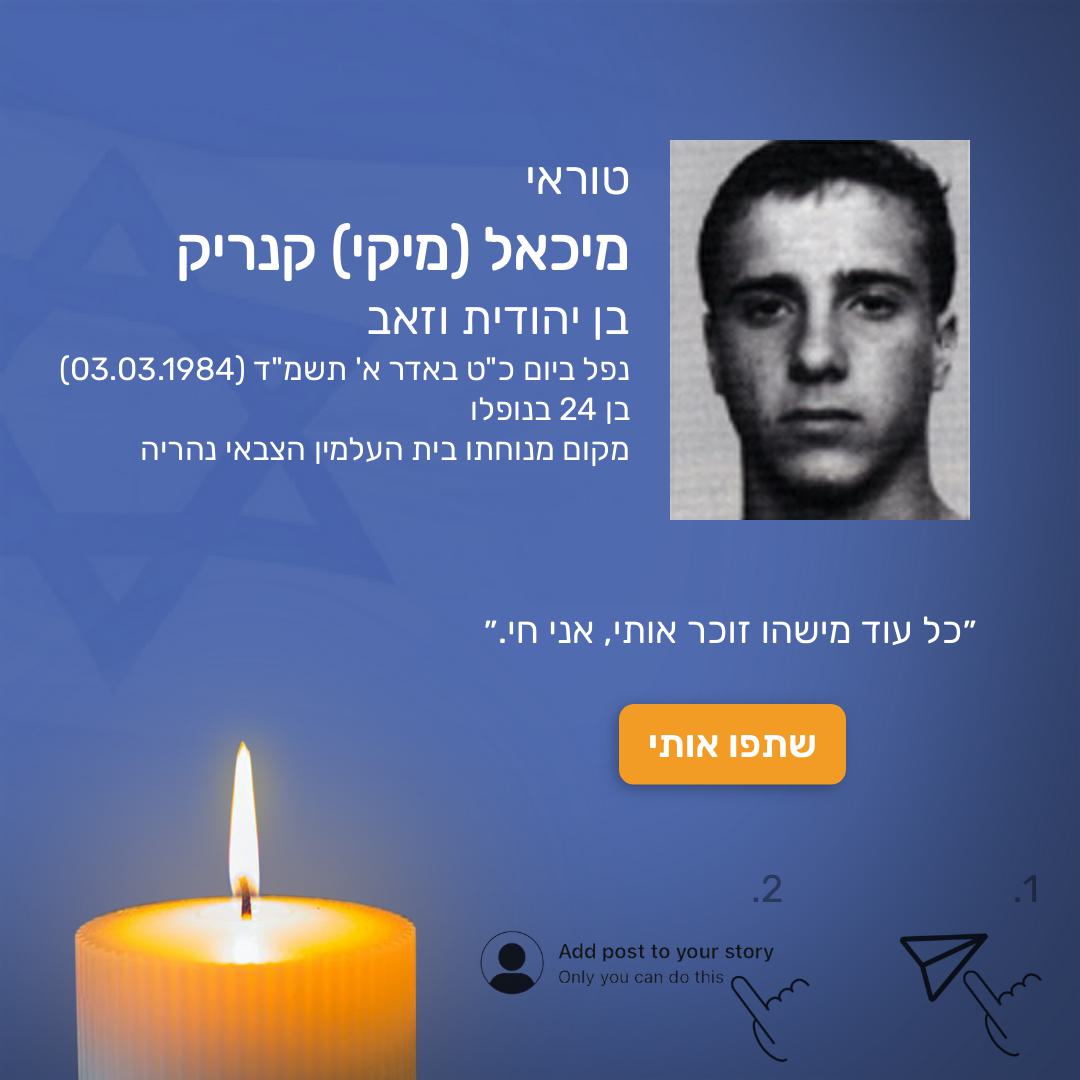 טוראי
מיכאל (מיקי) קנריק
בן יהודית וזאב
נפל ביום כ"ט באדר א' תשמ"ד (03.03.1984)
בן 24 בנופלו
מקום מנוחתו בית העלמין הצבאי נהריה
״כל עוד מישהו זוכר אותי, אני חי.״
שתפו אותי
.1
.2
Add post to your story
Only you can do this